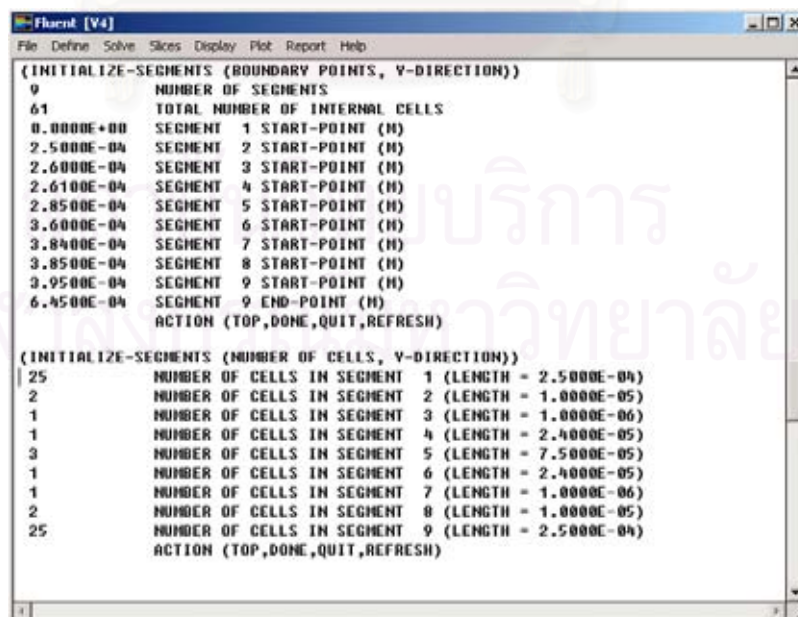 Fluent [V4]
File Define Solve Slices Display Plot Report Help
(INITIALIZE-SEGMENTS (BOUNDARY POINTS, Y-DIRECTION))
9 NUMBER OF SEGMENTS
61 TOTAL NUMBER OF INTERNAL CELLS
0.0000E+00 SEGMENT 1 START-POINT (M)
2.5000E-04 SEGMENT 2 START-POINT (M)
2.6000E-04 SEGMENT 3 START-POINT (M)
2.6100E-04 SEGMENT 4 START-POINT (M)
2.8500E-04 SEGMENT 5 START-POINT (M)
3.6000E-04 SEGMENT 6 START-POINT (M)
3.8400E-04 SEGMENT 7 START-POINT (M)
3.8500E-04 SEGMENT 8 START-POINT (M)
3.9500E-04 SEGMENT 9 START-POINT (M)
6.4500E-04 SEGMENT 9 END-POINT (M)
ACTION (TOP,DONE,QUIT,REFRESH)
(INITIALIZE-SEGMENTS (NUMBER OF CELLS, Y-DIRECTION))
25 NUMBER OF CELLS IN SEGMENT 1 (LENGTH = 2.5000E-04)
2 NUMBER OF CELLS IN SEGMENT 2 (LENGTH = 1.0000E-05)
1 NUMBER OF CELLS IN SEGMENT 3 (LENGTH = 1.0000E-06)
1 NUMBER OF CELLS IN SEGMENT 4 (LENGTH = 2.4000E-05)
3 NUMBER OF CELLS IN SEGMENT 5 (LENGTH = 7.5000E-05)
1 NUMBER OF CELLS IN SEGMENT 6 (LENGTH = 2.4000E-05)
1 NUMBER OF CELLS IN SEGMENT 7 (LENGTH = 1.0000E-06)
2 NUMBER OF CELLS IN SEGMENT 8 (LENGTH = 1.0000E-05)
25 NUMBER OF CELLS IN SEGMENT 9 (LENGTH = 2.5000E-04)
ACTION (TOP,DONE,QUIT,REFRESH)